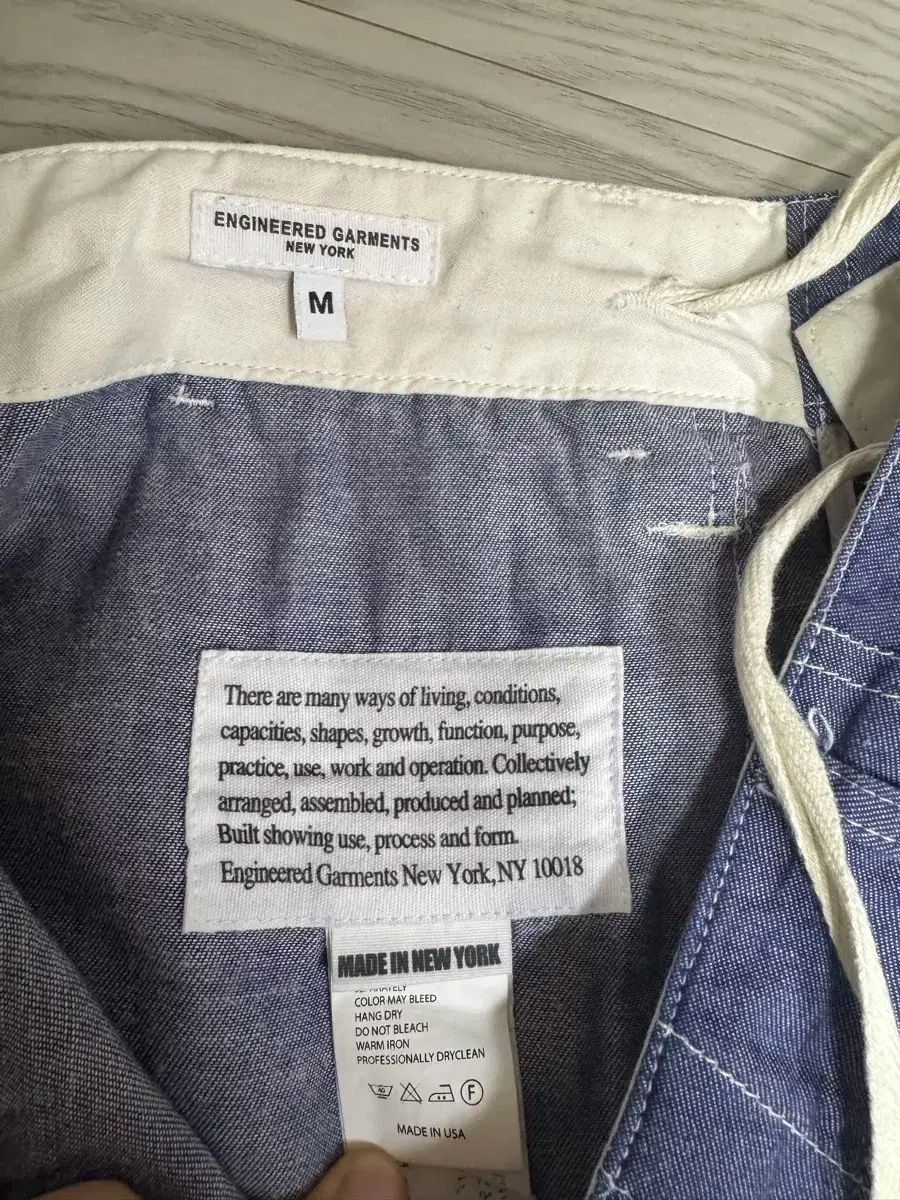 ENGINEERED GARMENTS
NEW YORK
M
There are many ways of living, conditions,
capacities, shapes, growth, function, purpose,
practice, use, work and operation. Collectively
arranged, assembled, produced and planned;
Built showing use, process and form.
Engineered Garments New York, NY 10018
MADE IN NEW YORK
COLOR MAY BLEED
HANG DRY
DO NOT BLEACH
WARM IRON
PROFESSIONALLY DRYCLEAN
40
F
MADE IN USA